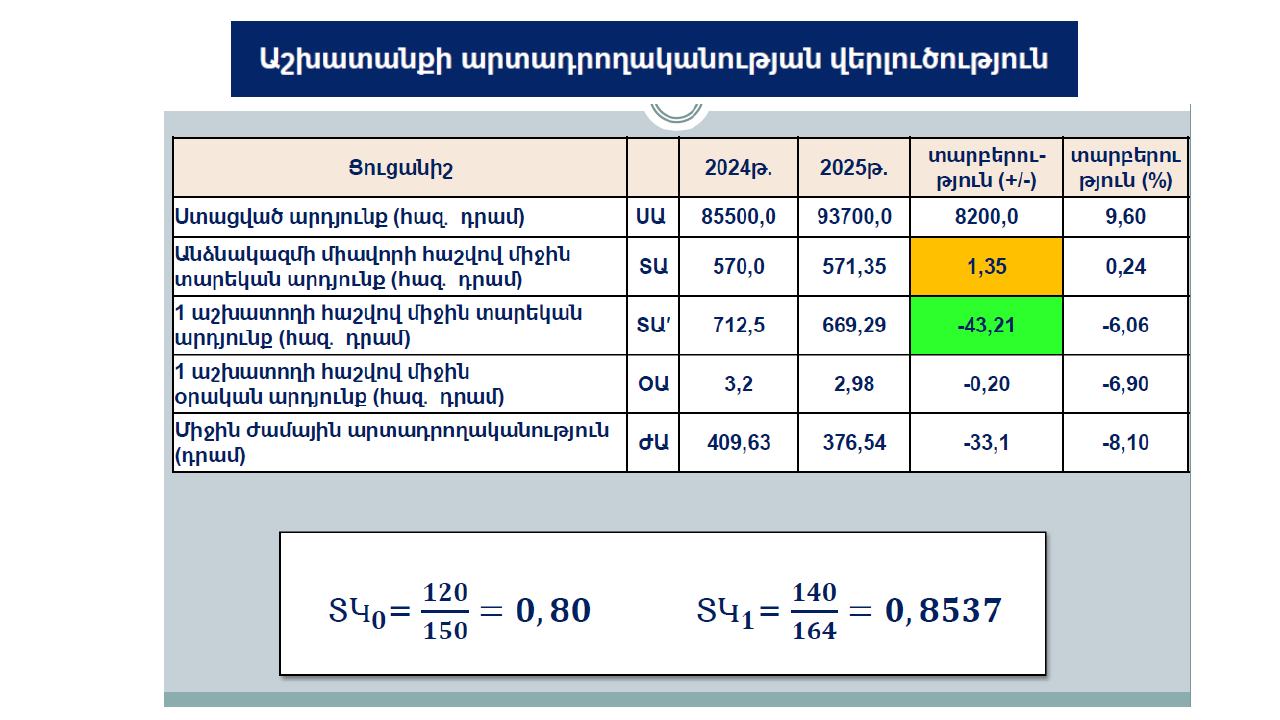 Աշխատանքի արտադրողականության վերլուծություն
Ցուցանիշ 2024թ. 2025թ. տարբերու- տարբերու
թյուն (+/-) թյուն (%)
Ստացված արդյունք (հազ. դրամ) ՍԱ 85500,0 93700,0 8200,0 9,60
Անձնակազմի միավորի հաշվով միջին
տարեկան արդյունք (հազ. դրամ) ՏԱ 570,0 571,35 1,35 0,24
1 աշխատողի հաշվով միջին տարեկան
արդյունք (հազ. դրամ) ՏԱ′ 712,5 669,29 -43,21 -6,06
1 աշխատողի հաշվով միջին
օրական արդյունք (հազ. դրամ) ՕԱ 3,2 2,98 -0,20 -6,90
Միջին ժամային արտադրողականություն
(դրամ) ԺԱ 409,63 376,54 -33,1 -8,10
ՏԿ₀ = 120/150 = 0,80 ՏԿ₁ = 140/164 = 0,8537